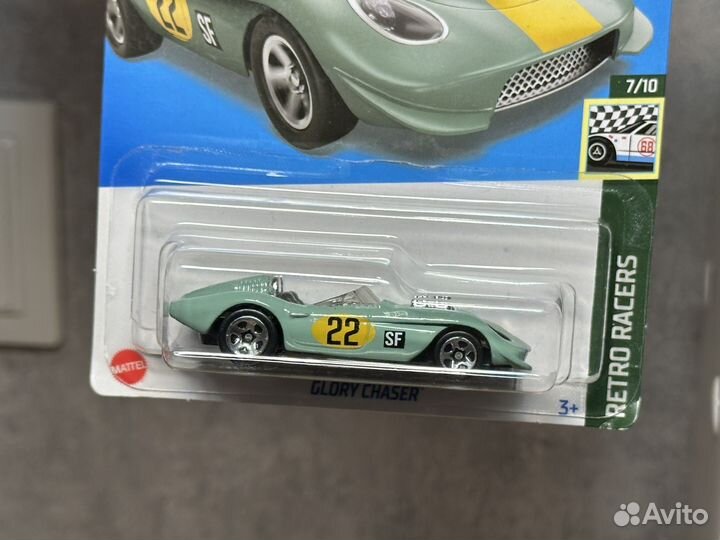 22
SF
7/10
68
RETRO RACERS
22
SF
MATTEL
GLORY CHASER
3+
Avito